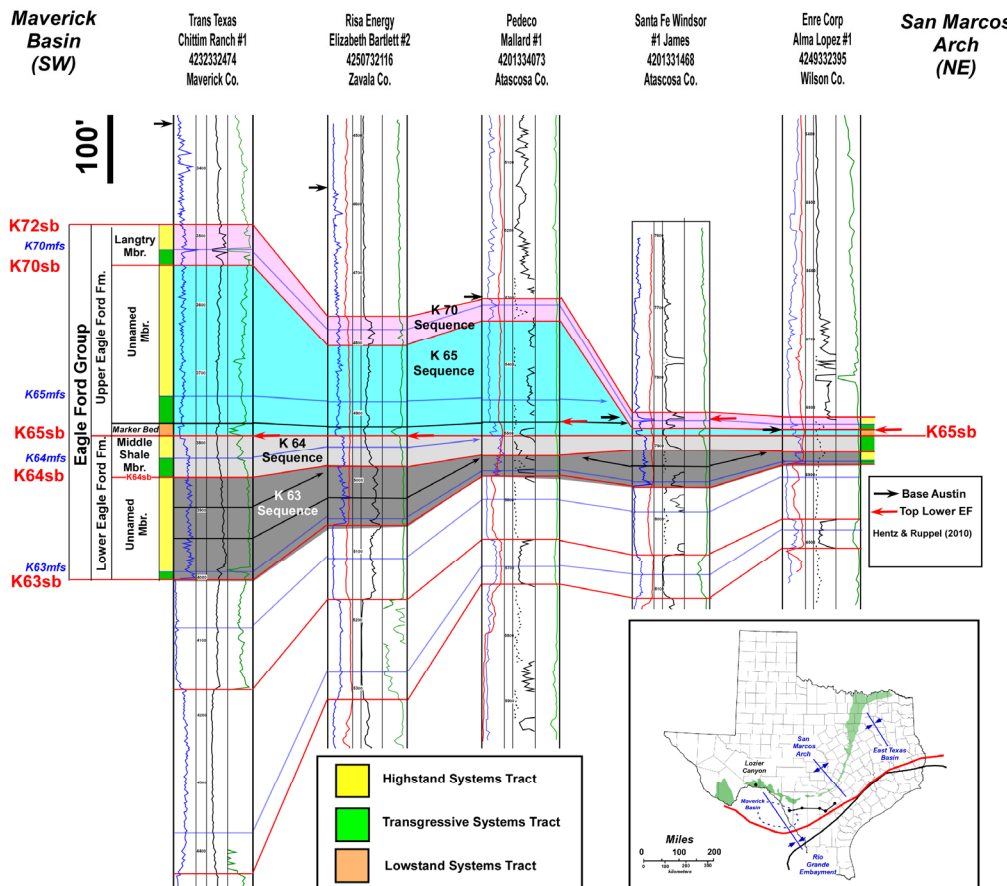 Maverick
Basin
(SW)
Trans Texas
Chittim Ranch #1
4232332474
Maverick Co.
Risa Energy
Elizabeth Bartlett #2
4250732116
Zavala Co.
Pedeco
Mallard #1
4201334073
Atascosa Co.
Santa Fe Windsor
#1 James
4201331468
Atascosa Co.
Enre Corp
Alma Lopez #1
4249332395
Wilson Co.
San Marcos
Arch
(NE)
100'
K72sb
K70mfs
K70sb
K65mfs
K65sb
K64mfs
K64sb
K63mfs
K63sb
Eagle Ford Group
Upper Eagle Ford Fm.
Lower Eagle Ford Fm.
Langtry
Mbr.
Unnamed
Mbr.
Marker Bed
Middle
Shale
Mbr.
K64sb
Unnamed
Mbr.
K 70
Sequence
K 65
Sequence
K 64
Sequence
K 63
Sequence
K65sb
Base Austin
Top Lower EF
Hentz & Ruppel (2010)
Highstand Systems Tract
Transgressive Systems Tract
Lowstand Systems Tract
San
Marcos
Arch
East Texas
Basin
Lozier
Canyon
Maverick
Basin
Rio
Grande
Embayment
Miles
0 100 200
kilometers